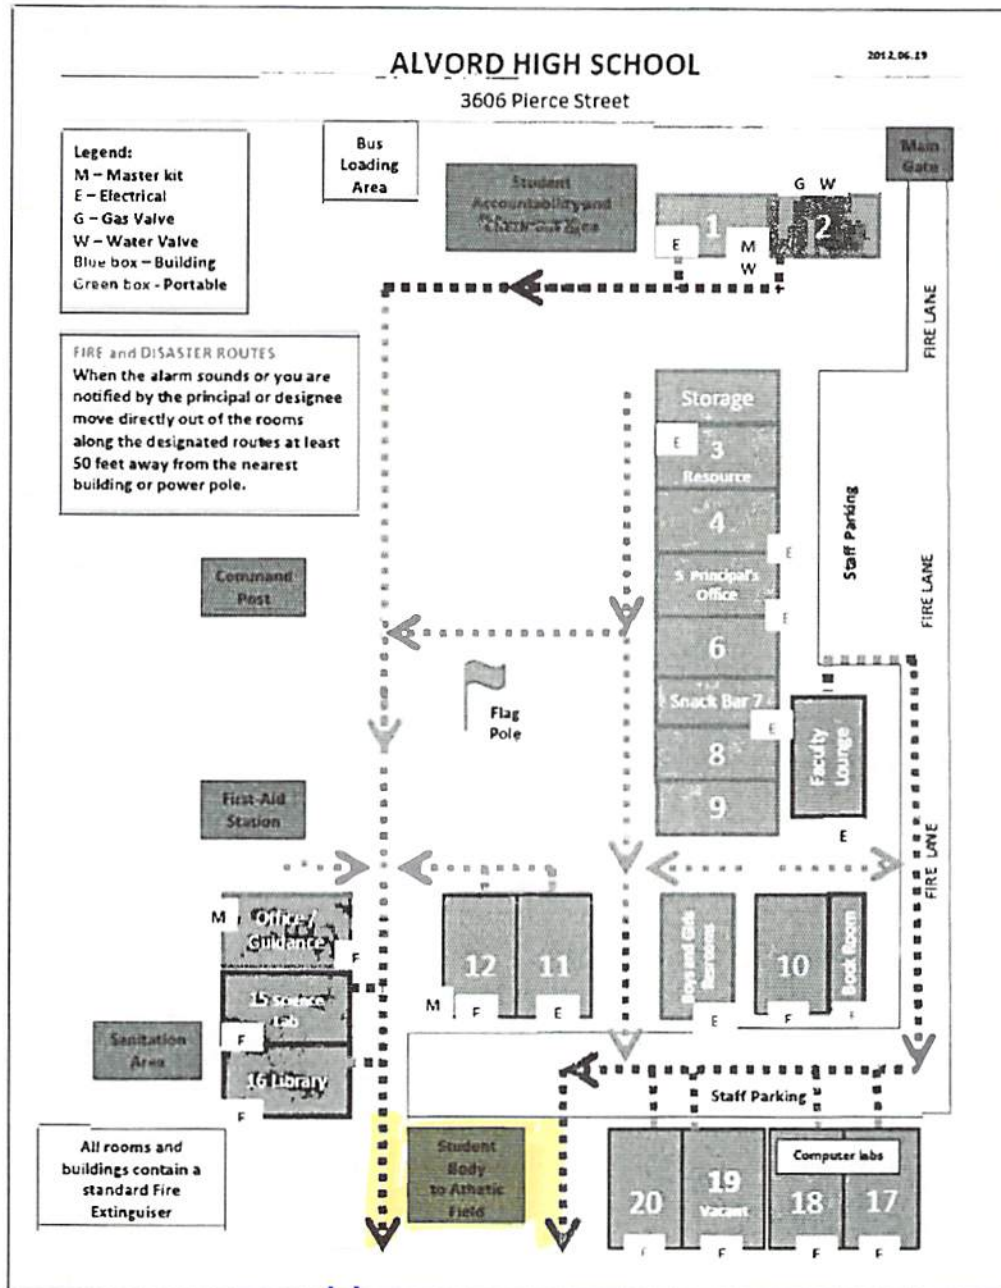 ALVORD HIGH SCHOOL
2012.06.19
3606 Pierce Street
Legend:
M – Master kit
E – Electrical
G – Gas Valve
W – Water Valve
Blue box – Building
Green box - Portable
Bus
Loading
Area
Student
Accountability and
Main
Gate
G W
1
2
E
M
W
FIRE LANE
FIRE and DISASTER ROUTES
When the alarm sounds or you are
notified by the principal or designee
move directly out of the rooms
along the designated routes at least
50 feet away from the nearest
building or power pole.
Storage
E
3
Resource
4
E
5 Principal's
Office
E
6
Snack Bar 7
E
8
9
Staff Parking
FIRE LANE
Command
Post
Flag
Pole
Faculty
Lounge
E
First-Aid
Station
FIRE LANE
M
Office /
Guidance
E
15 Science
Lab
E
16 Library
E
Sanitation
Area
12
11
M
E
E
Boys and Girls
Restrooms
E
10
E
Book Room
E
Staff Parking
All rooms and
buildings contain a
standard Fire
Extinguiser
Student
Body
to Athetic
Field
20
19
Vacant
Computer labs
18
17
E
E
E
E